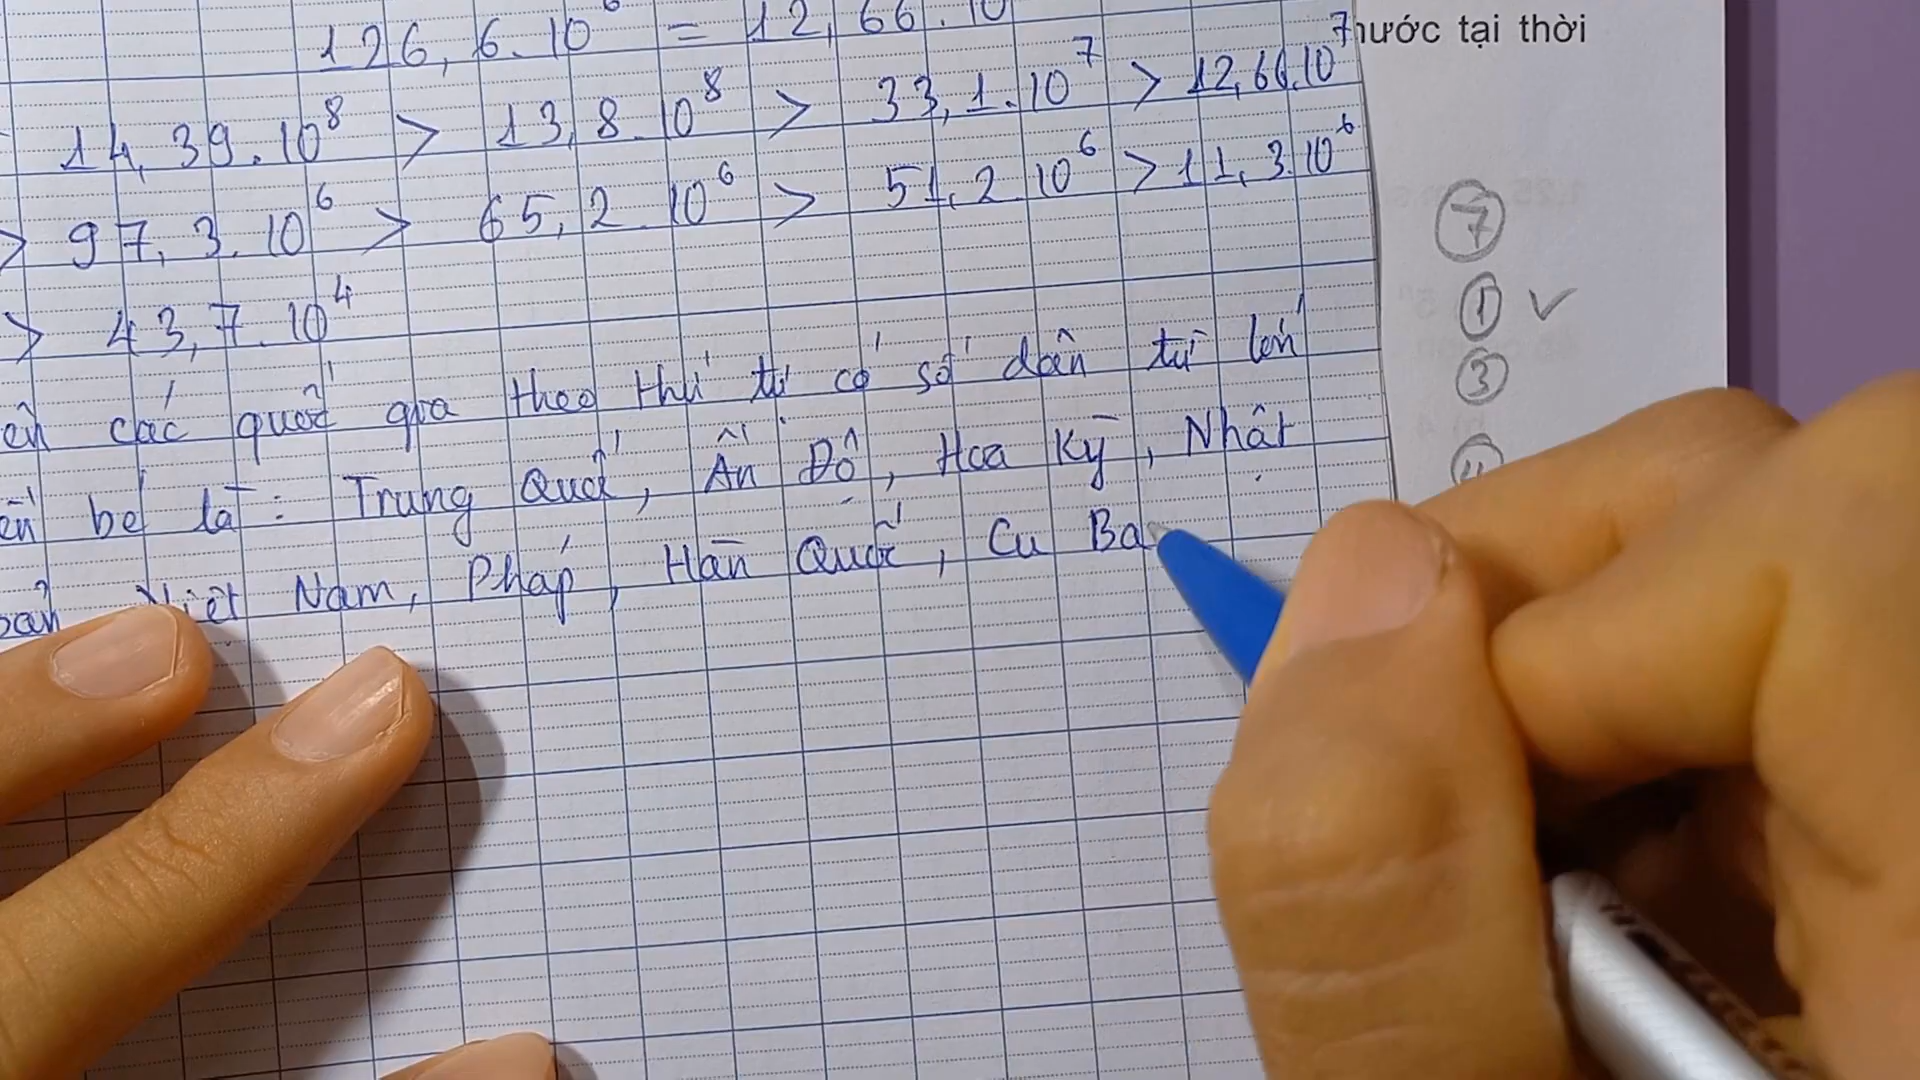 126,6.10⁶ = 12,66.10
14,39.10⁸ > 13,8.10⁸ > 33,1.10⁷ > 12,66.10⁷
> 97,3.10⁶ > 65,2.10⁶ > 51,2.10⁶ > 11,3.10⁶
> 43,7.10⁴
các quốc gia theo thứ tự có số dân từ lớn
bé là: Trung Quốc, Ấn Độ, Hoa Kỳ, Nhật
Việt Nam, Pháp, Hàn Quốc, Cu Ba
nước tại thời
7
1 ✓
3
4